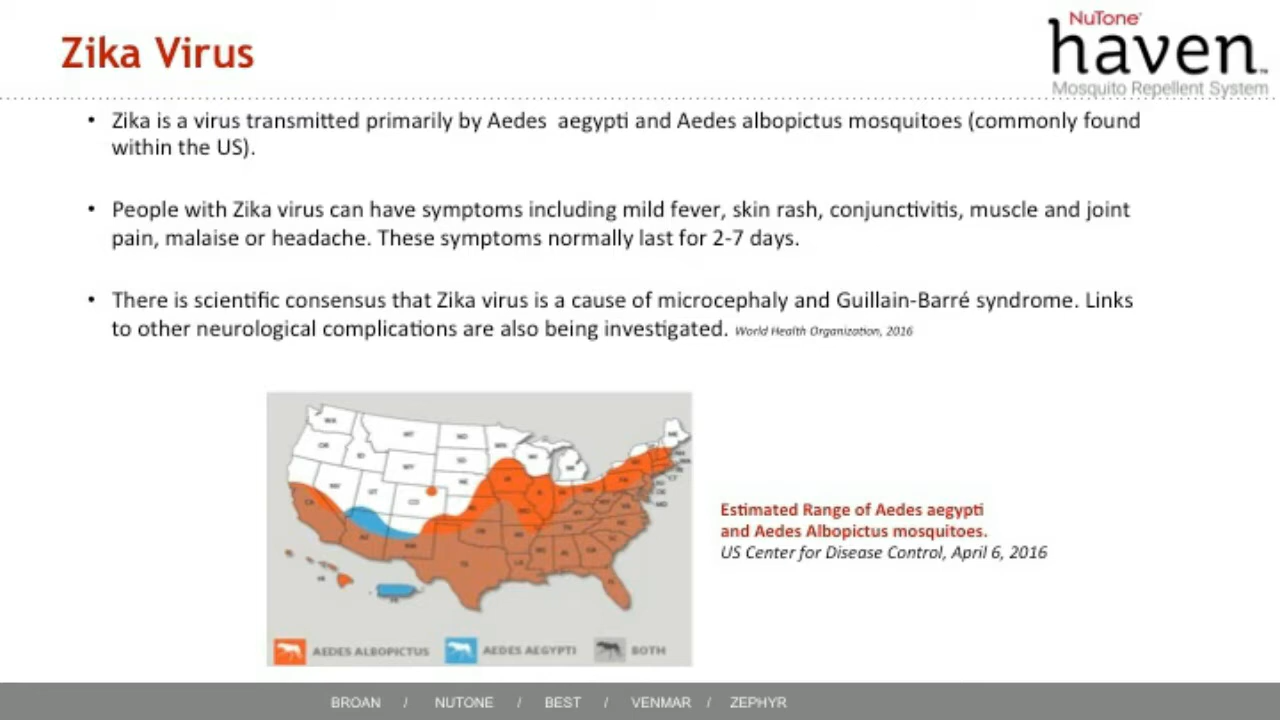 Zika Virus
NuTone
haven
Mosquito Repellent System
• Zika is a virus transmitted primarily by Aedes aegypti and Aedes albopictus mosquitoes (commonly found
within the US).
• People with Zika virus can have symptoms including mild fever, skin rash, conjunctivitis, muscle and joint
pain, malaise or headache. These symptoms normally last for 2-7 days.
• There is scientific consensus that Zika virus is a cause of microcephaly and Guillain-Barré syndrome. Links
to other neurological complications are also being investigated. World Health Organization, 2016
Estimated Range of Aedes aegypti
and Aedes Albopictus mosquitoes.
US Center for Disease Control, April 6, 2016
AEDES ALBOPICTUS AEDES AEGYPTI BOTH
BROAN / NUTONE / BEST / VENMAR / ZEPHYR